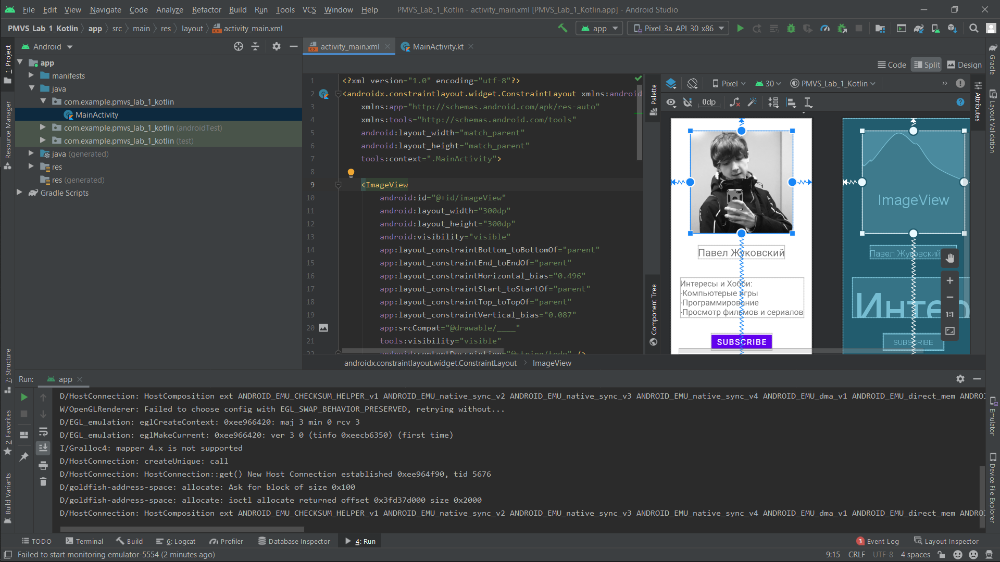 File Edit View Navigate Code Analyze Refactor Build Run Tools VCS Window Help PMVS_Lab_1_Kotlin - activity_main.xml [PMVS_Lab_1_Kotlin.app] - Android Studio
PMVS_Lab_1_Kotlin app src main res layout activity_main.xml app Pixel_3a_API_30_x86
Android
activity_main.xml MainActivity.kt
Code Split Design
1: Project
Resource Manager
7: Structure
2: Favorites
Build Variants
app
manifests
java
com.example.pmvs_lab_1_kotlin
MainActivity
com.example.pmvs_lab_1_kotlin (androidTest)
com.example.pmvs_lab_1_kotlin (test)
java (generated)
res
res (generated)
Gradle Scripts
1 <?xml version="1.0" encoding="utf-8"?>
2 <androidx.constraintlayout.widget.ConstraintLayout xmlns:android
3 xmlns:app="http://schemas.android.com/apk/res-auto"
4 xmlns:tools="http://schemas.android.com/tools"
5 android:layout_width="match_parent"
6 android:layout_height="match_parent"
7 tools:context=".MainActivity">
8
9 <ImageView
10 android:id="@+id/imageView"
11 android:layout_width="300dp"
12 android:layout_height="300dp"
13 android:visibility="visible"
14 app:layout_constraintBottom_toBottomOf="parent"
15 app:layout_constraintEnd_toEndOf="parent"
16 app:layout_constraintHorizontal_bias="0.496"
17 app:layout_constraintStart_toStartOf="parent"
18 app:layout_constraintTop_toTopOf="parent"
19 app:layout_constraintVertical_bias="0.087"
20 app:srcCompat="@drawable/____"
21 tools:visibility="visible"
22 android:contentDescription="@string/todo" />
androidx.constraintlayout.widget.ConstraintLayout ImageView
Palette
Component Tree
Pixel 30 PMVS_Lab_1_Kotlin
0dp
Павел Жуковский
Интересы и Хобби:
-Компьютерые игры
-Программирование
-Просмотр фильмов и сериалов
SUBSCRIBE
ImageView
Павел Жуковский
Интер
SUBSCRIBE
1:1
Attributes
Gradle
Layout Validation
Emulator
Device File Explorer
Run: app
D/HostConnection: HostComposition ext ANDROID_EMU_CHECKSUM_HELPER_v1 ANDROID_EMU_native_sync_v2 ANDROID_EMU_native_sync_v3 ANDROID_EMU_native_sync_v4 ANDROID_EMU_dma_v1 ANDROID_EMU_direct_mem ANDROI
W/OpenGLRenderer: Failed to choose config with EGL_SWAP_BEHAVIOR_PRESERVED, retrying without...
D/EGL_emulation: eglCreateContext: 0xee966420: maj 3 min 0 rcv 3
D/EGL_emulation: eglMakeCurrent: 0xee966420: ver 3 0 (tinfo 0xeecb6350) (first time)
I/Gralloc4: mapper 4.x is not supported
D/HostConnection: createUnique: call
D/HostConnection: HostConnection::get() New Host Connection established 0xee964f90, tid 5676
D/goldfish-address-space: allocate: Ask for block of size 0x100
D/goldfish-address-space: allocate: ioctl allocate returned offset 0x3fd37d000 size 0x2000
D/HostConnection: HostComposition ext ANDROID_EMU_CHECKSUM_HELPER_v1 ANDROID_EMU_native_sync_v2 ANDROID_EMU_native_sync_v3 ANDROID_EMU_native_sync_v4 ANDROID_EMU_dma_v1 ANDROID_EMU_direct_mem ANDROI
TODO Terminal Build 6: Logcat Profiler Database Inspector 4: Run 3 Event Log Layout Inspector
Failed to start monitoring emulator-5554 (2 minutes ago) 9:15 CRLF UTF-8 4 spaces